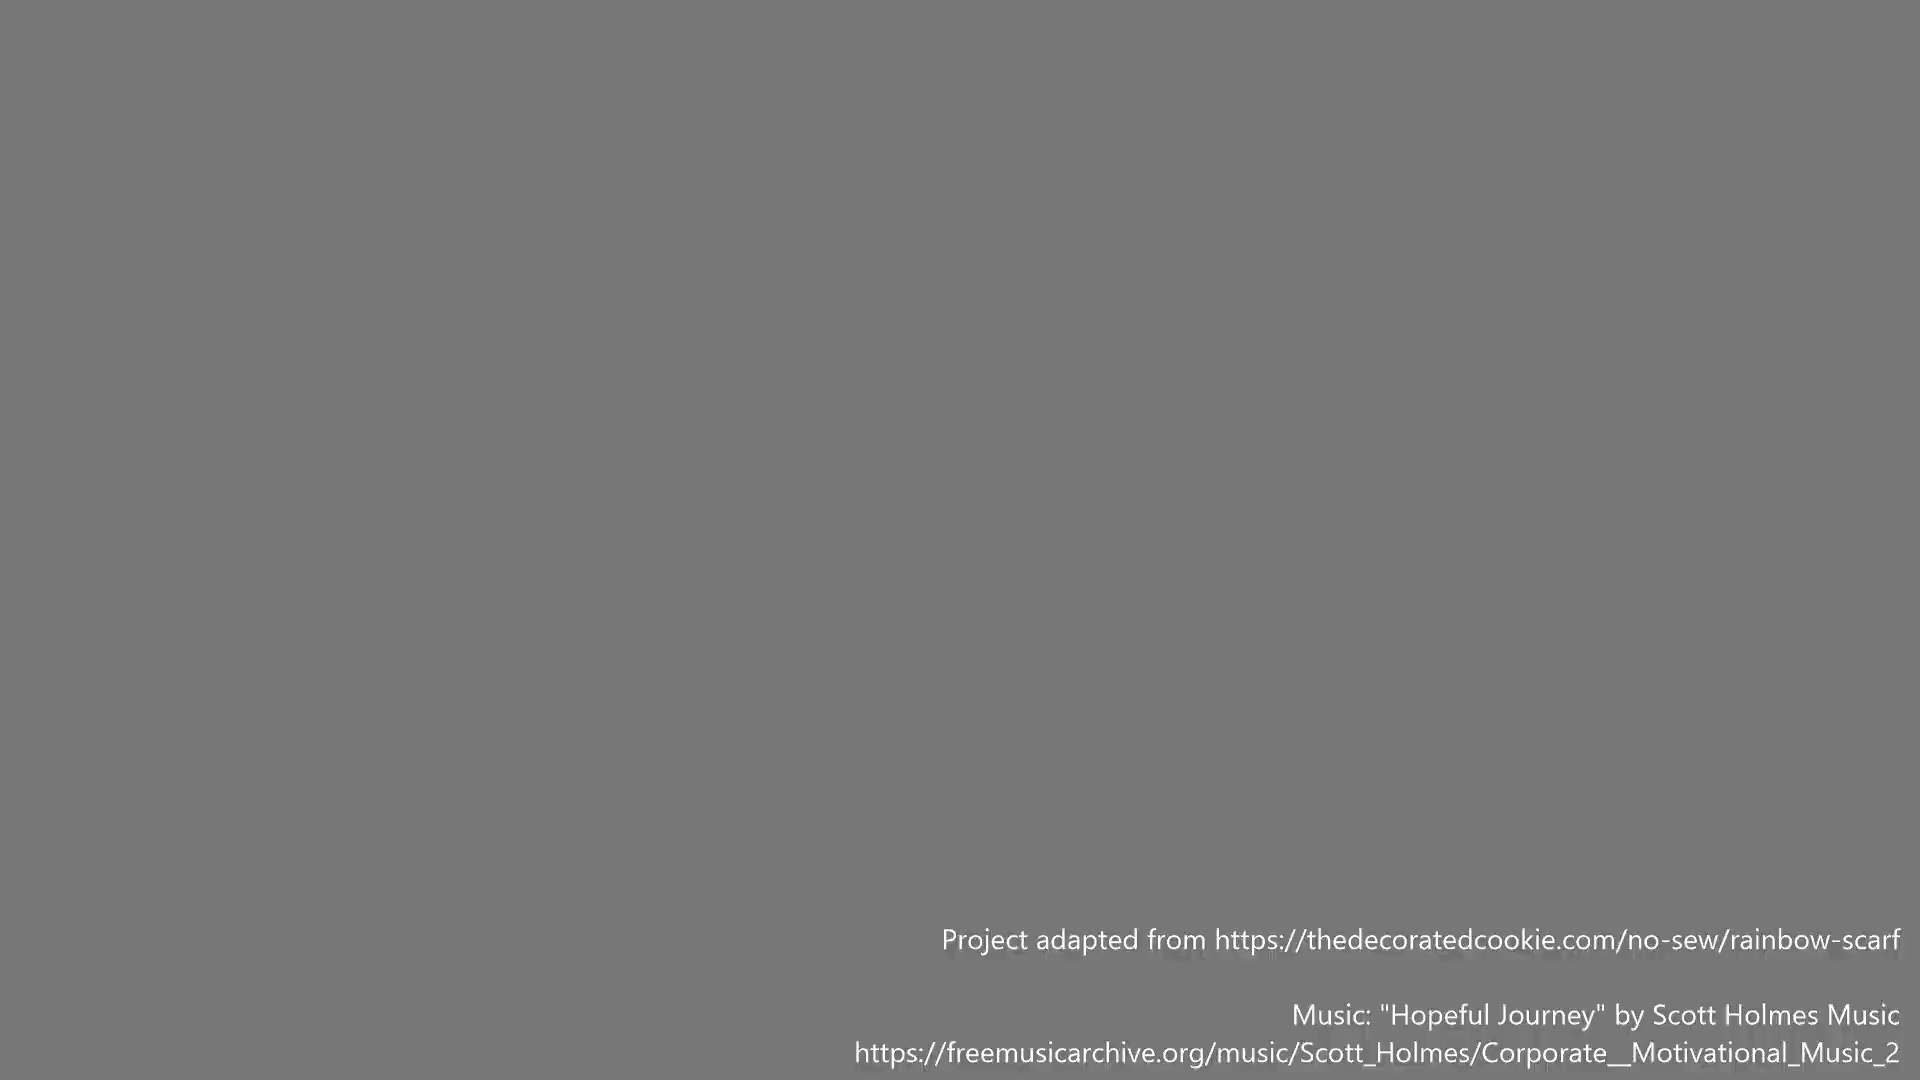 Project adapted from https://thedecoratedcookie.com/no-sew/rainbow-scarf
Music: "Hopeful Journey" by Scott Holmes Music
https://freemusicarchive.org/music/Scott_Holmes/Corporate__Motivational_Music_2